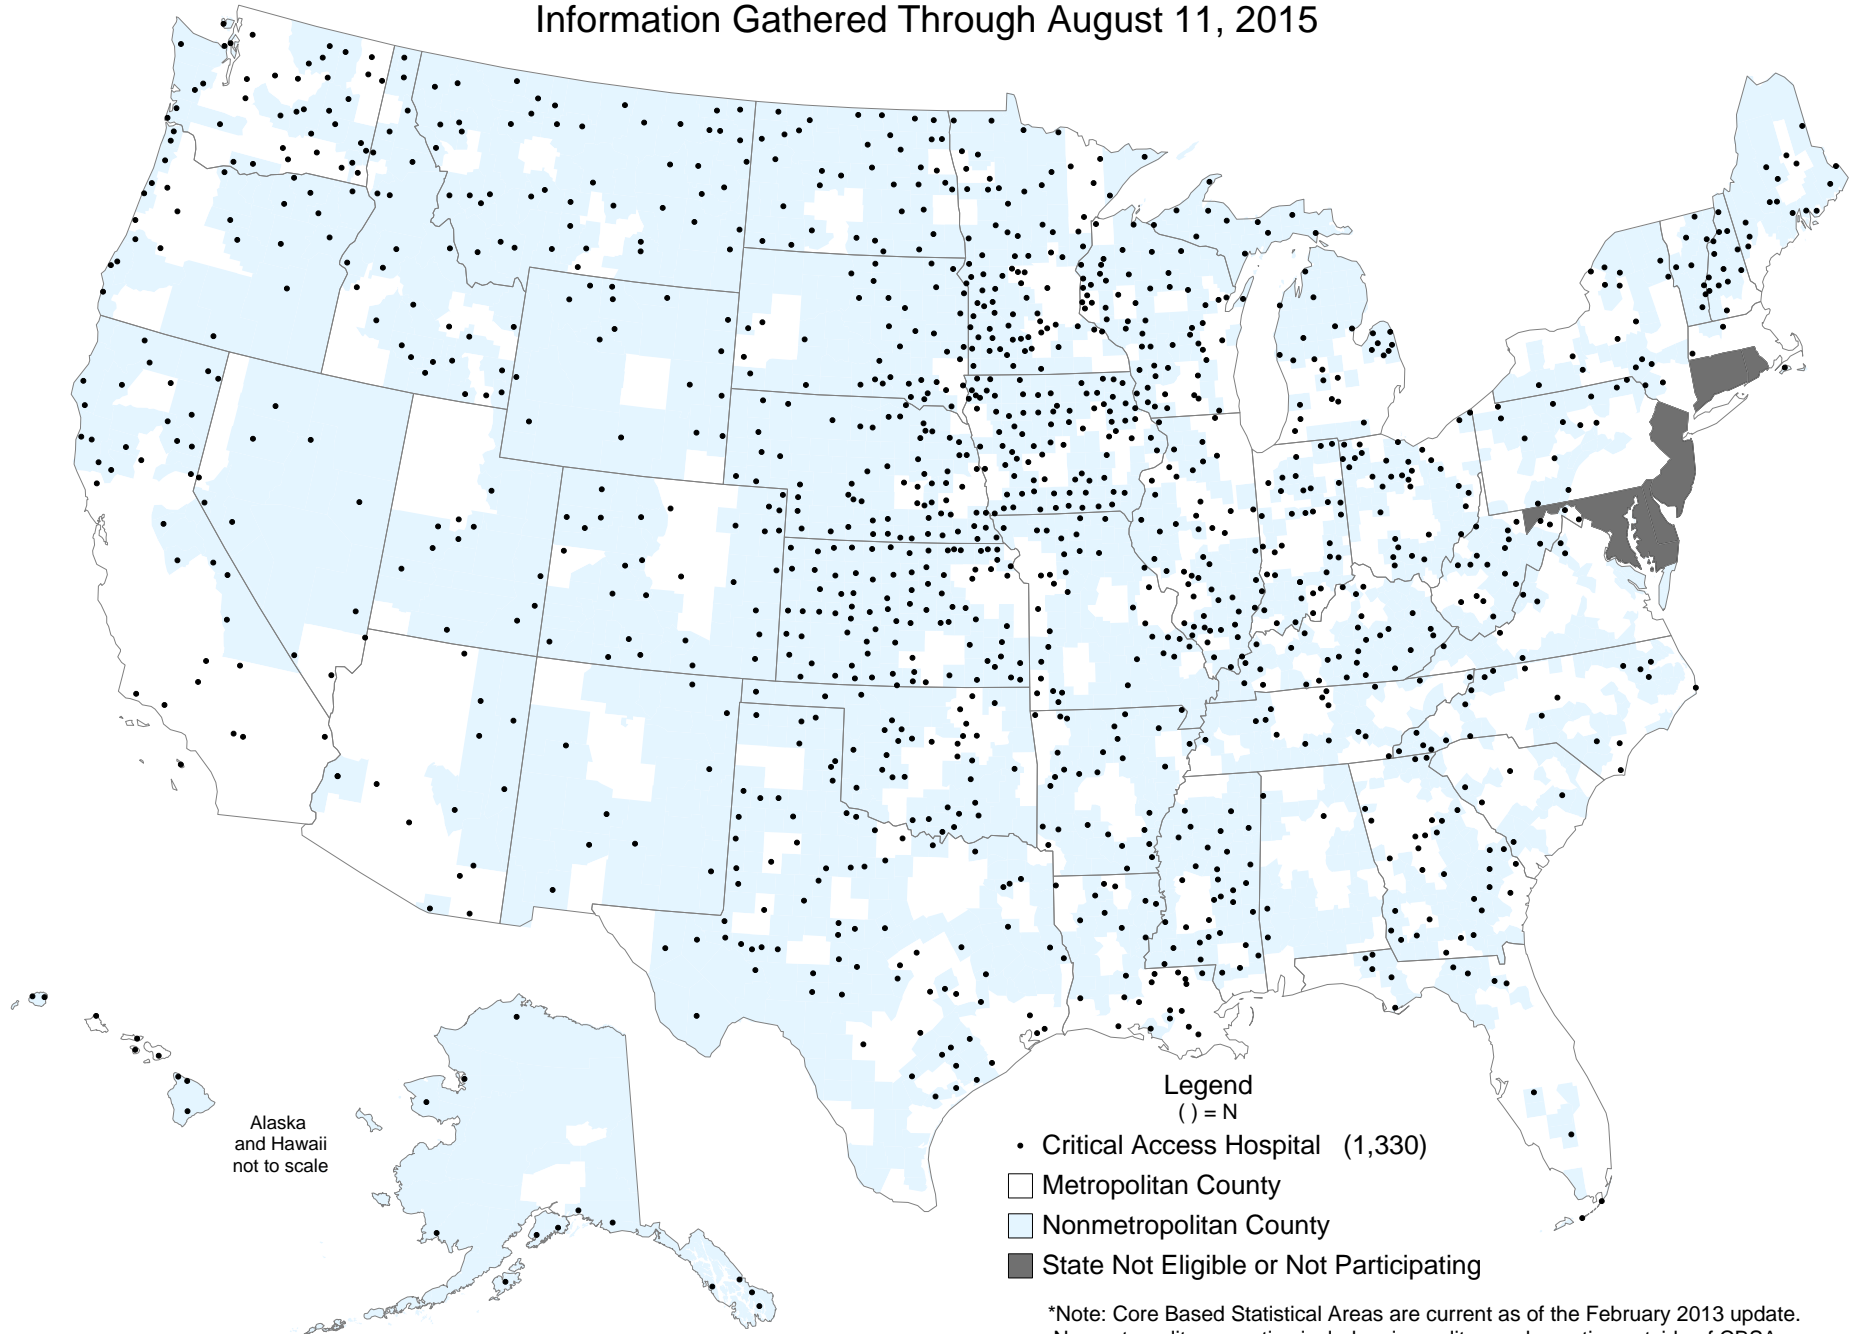 Information Gathered Through August 11, 2015
Alaska
and Hawaii
not to scale
Legend
( ) = N
Critical Access Hospital (1,330)
Metropolitan County
Nonmetropolitan County
State Not Eligible or Not Participating
*Note: Core Based Statistical Areas are current as of the February 2013 update.